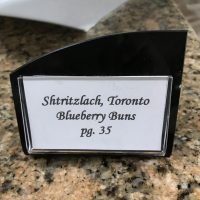 Shtritzlach, Toronto
Blueberry Buns
pg. 35